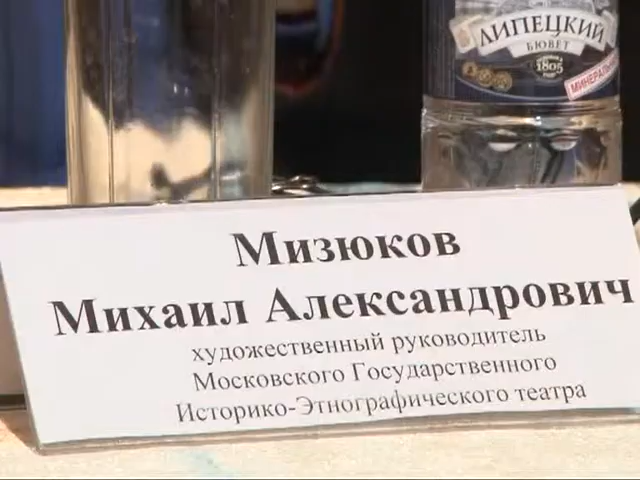 ЛИПЕЦКИЙ
БЮВЕТ
1805
Мизюков
Михаил Александрович
художественный руководитель
Московского Государственного
Историко-Этнографического театра